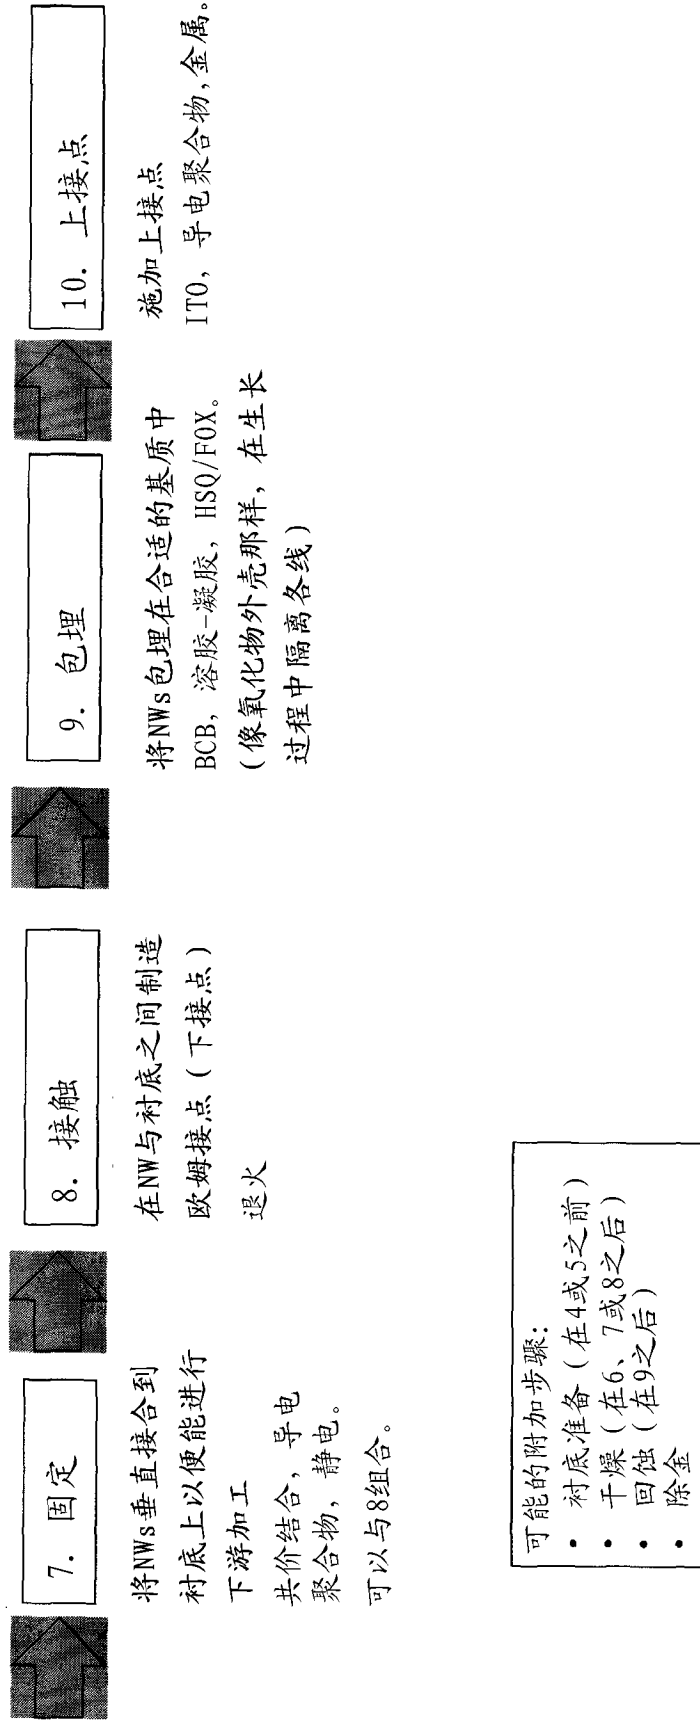 7. 固定
将NWs垂直接合到
衬底上以便能进行
下游加工
共价结合，导电
聚合物，静电。
可以与8组合。
8. 接触
在NW与衬底之间制造
欧姆接点（下接点）
退火
9. 包埋
将NWs包埋在合适的基质中
BCB, 溶胶-凝胶, HSQ/FOX。
(像氧化物外壳那样，在生长
过程中隔离各线)
10. 上接点
施加上接点
ITO, 导电聚合物,金属。
可能的附加步骤：
• 衬底准备（在4或5之前）
• 干燥（在6、7或8之后）
• 回蚀（在9之后）
• 除金